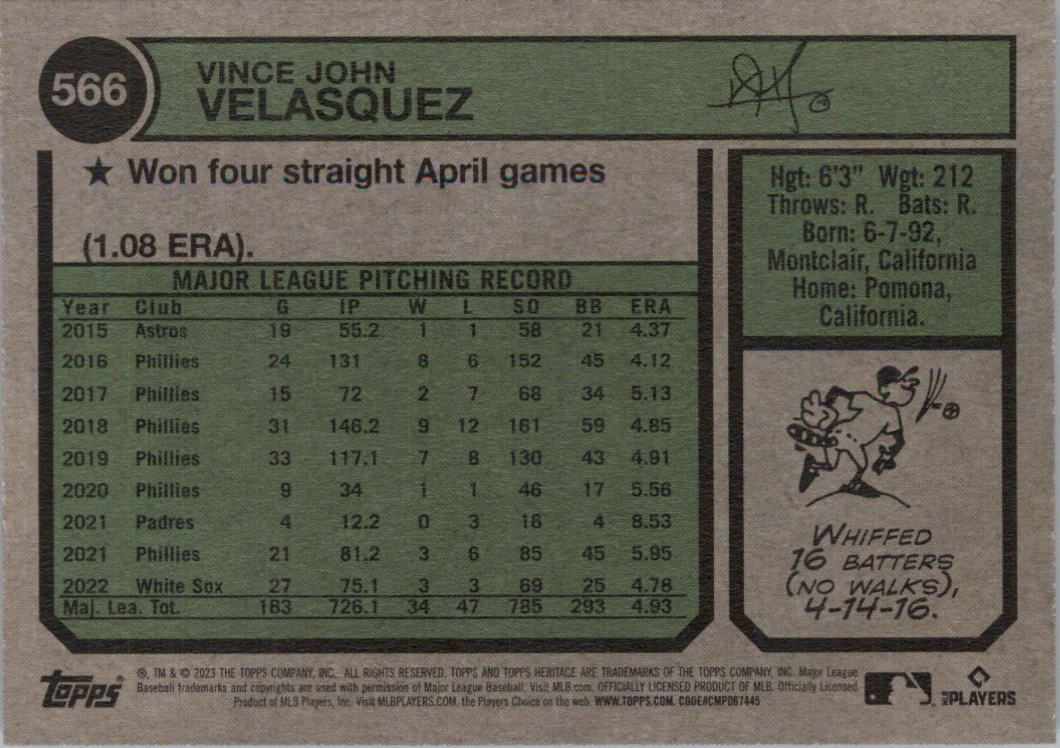 566
VINCE JOHN
VELASQUEZ
★ Won four straight April games
(1.08 ERA).
MAJOR LEAGUE PITCHING RECORD
Year Club G IP W L SO BB ERA
2015 Astros 19 55.2 1 1 58 21 4.37
2016 Phillies 24 131 8 6 152 45 4.12
2017 Phillies 15 72 2 7 68 34 5.13
2018 Phillies 31 146.2 9 12 161 59 4.85
2019 Phillies 33 117.1 7 8 130 43 4.91
2020 Phillies 9 34 1 1 46 17 5.56
2021 Padres 4 12.2 0 3 16 4 8.53
2021 Phillies 21 81.2 3 6 85 45 5.95
2022 White Sox 27 75.1 3 3 69 25 4.78
Maj. Lea. Tot. 183 726.1 34 47 785 293 4.93
Hgt: 6'3" Wgt: 212
Throws: R. Bats: R.
Born: 6-7-92,
Montclair, California
Home: Pomona,
California.
WHIFFED
16 BATTERS
(NO WALKS),
4-14-16.
topps
®, TM & © 2023 THE TOPPS COMPANY, INC. ALL RIGHTS RESERVED. TOPPS AND TOPPS HERITAGE ARE TRADEMARKS OF THE TOPPS COMPANY, INC. Major League
Baseball trademarks and copyrights are used with permission of Major League Baseball. Visit MLB.com. OFFICIALLY LICENSED PRODUCT OF MLB. Officially Licensed
Product of MLB Players, Inc. Visit MLBPLAYERS.COM, the Players Choice on the web. WWW.TOPPS.COM. CODE#CMP067445
MLB PLAYERS